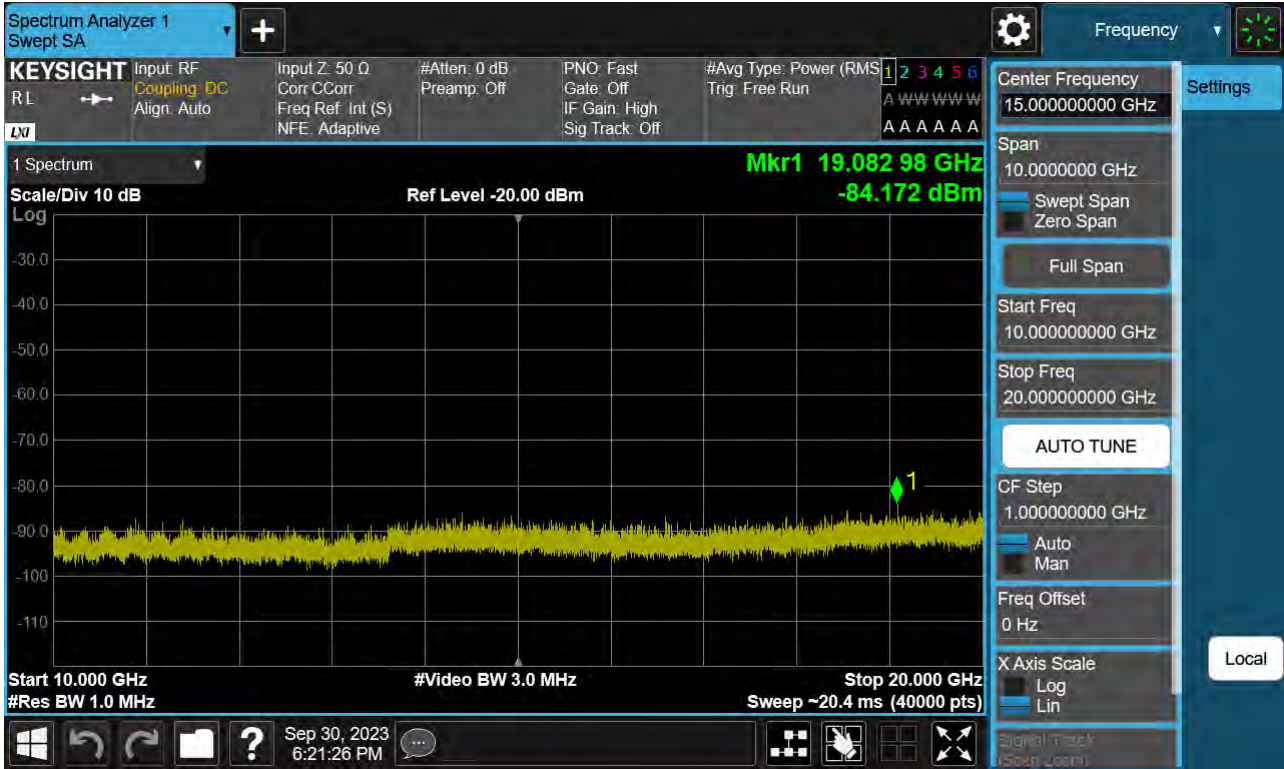 Spectrum Analyzer 1
Swept SA
+
Frequency
KEYSIGHT
R L
LXI
Input: RF
Coupling: DC
Align: Auto
Input Z: 50 Ω
Corr CCorr
Freq Ref: Int (S)
NFE: Adaptive
#Atten: 0 dB
Preamp: Off
PNO: Fast
Gate: Off
IF Gain: High
Sig Track: Off
#Avg Type: Power (RMS
Trig: Free Run
1 2 3 4 5 6
A W W W W W
A A A A A A
Center Frequency
15.000000000 GHz
Settings
Span
10.0000000 GHz
Swept Span
Zero Span
Full Span
Start Freq
10.000000000 GHz
Stop Freq
20.000000000 GHz
AUTO TUNE
CF Step
1.000000000 GHz
Auto
Man
Freq Offset
0 Hz
X Axis Scale
Log
Lin
Signal Track
(Span Zoom)
Local
1 Spectrum
Mkr1 19.082 98 GHz
-84.172 dBm
Scale/Div 10 dB
Ref Level -20.00 dBm
Log
-30.0
-40.0
-50.0
-60.0
-70.0
-80.0
-90.0
-100
-110
1
Start 10.000 GHz
#Video BW 3.0 MHz
Stop 20.000 GHz
#Res BW 1.0 MHz
Sweep ~20.4 ms (40000 pts)
?
Sep 30, 2023
6:21:26 PM